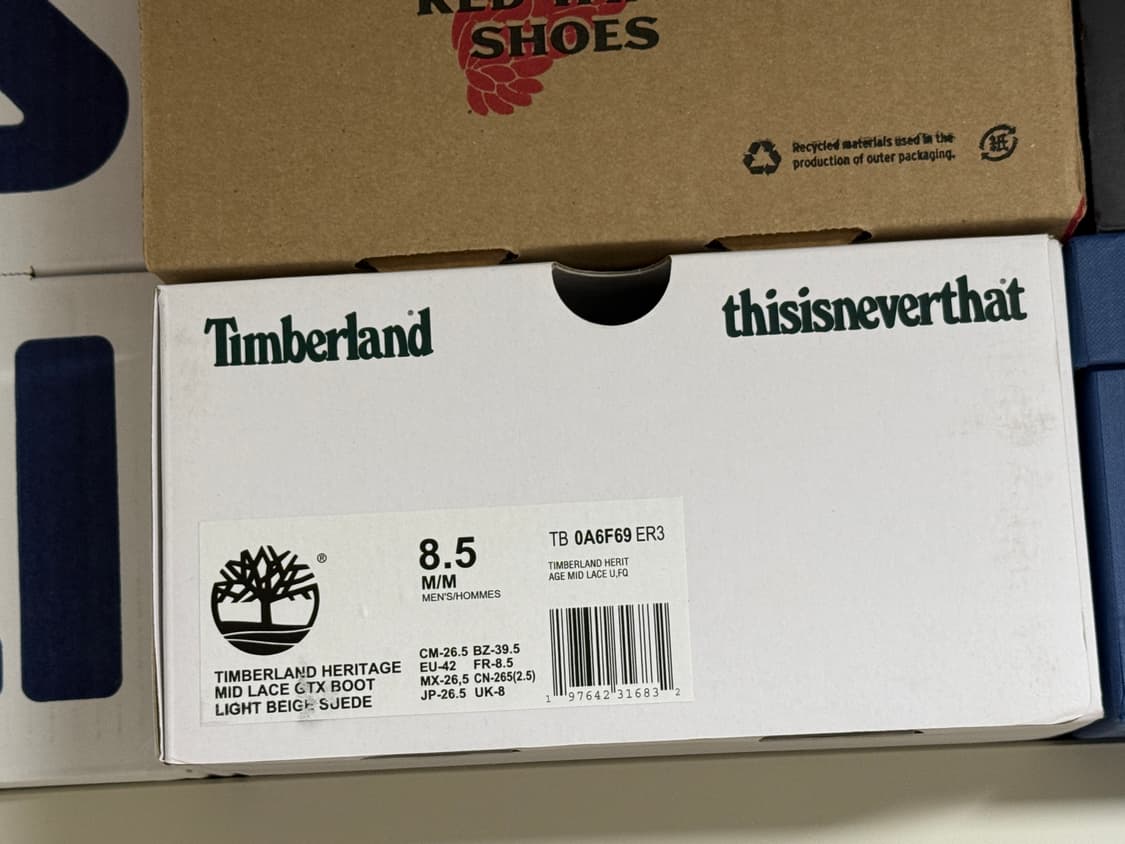 SHOES
Recycled materials used in the
production of outer packaging.
紙
Timberland
thisisneverthat
8.5
M/M
MEN'S/HOMMES
TB 0A6F69 ER3
TIMBERLAND HERIT
AGE MID LACE U,FQ
®
TIMBERLAND HERITAGE
MID LACE GTX BOOT
LIGHT BEIGE SUEDE
CM-26.5 BZ-39.5
EU-42 FR-8.5
MX-26,5 CN-265(2.5)
JP-26.5 UK-8
1 97642 31683 2